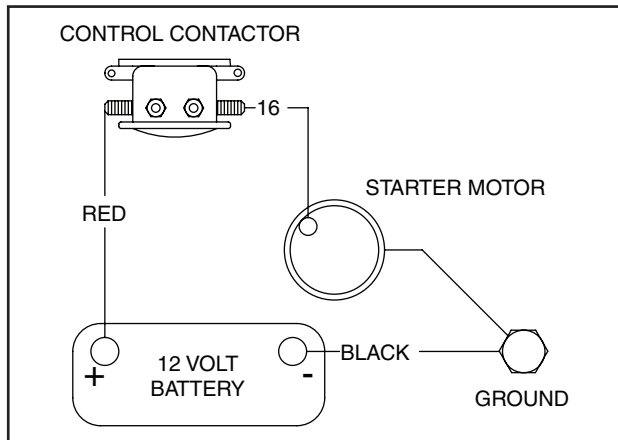 CONTROL CONTACTOR
16
STARTER MOTOR
RED
12 VOLT
BATTERY
+
-
BLACK
GROUND